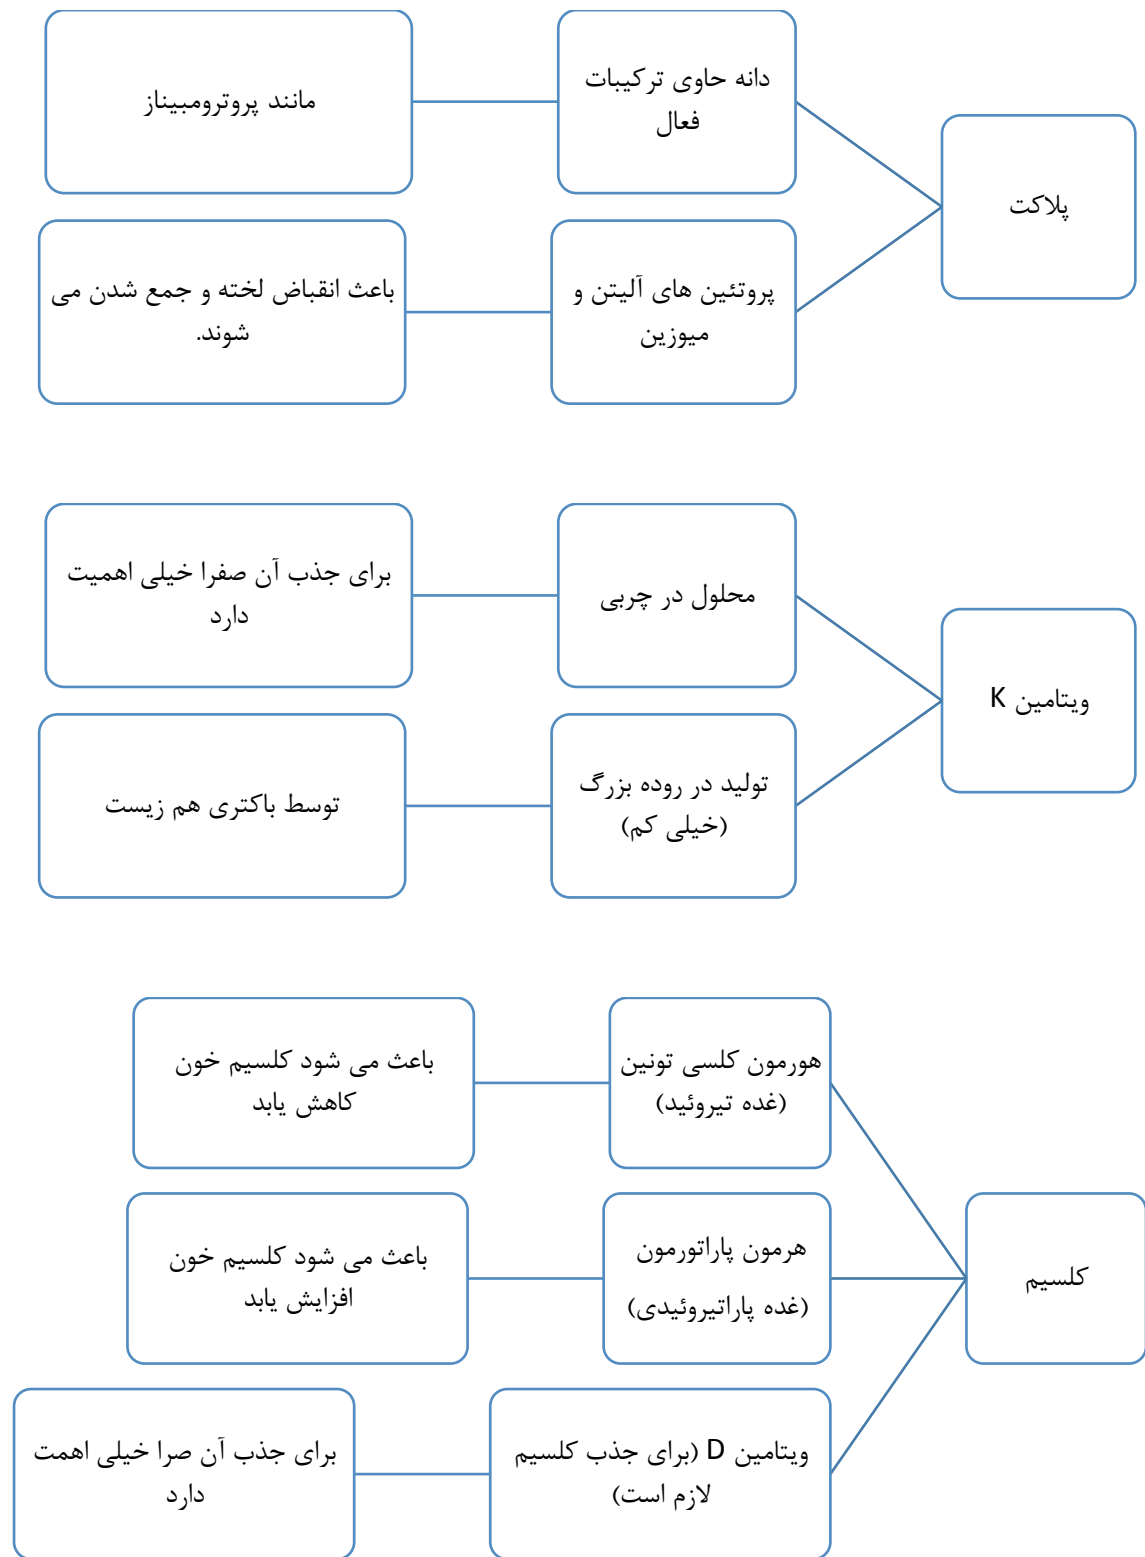 پلاکت
دانه حاوی ترکیبات
فعال
مانند پروترومبیناز
پروتئین های آلیتن و
میوزین
باعث انقباض لخته و جمع شدن می
شوند.
ویتامین K
محلول در چربی
برای جذب آن صفرا خیلی اهمیت
دارد
تولید در روده بزرگ
(خیلی کم)
توسط باکتری هم زیست
کلسیم
هورمون کلسی تونین
(غده تیروئید)
باعث می شود کلسیم خون
کاهش یابد
هرمون پاراتورمون
(غده پاراتیروئیدی)
باعث می شود کلسیم خون
افزایش یابد
ویتامین D (برای جذب کلسیم
لازم است)
برای جذب آن صرا خیلی اهمت
دارد